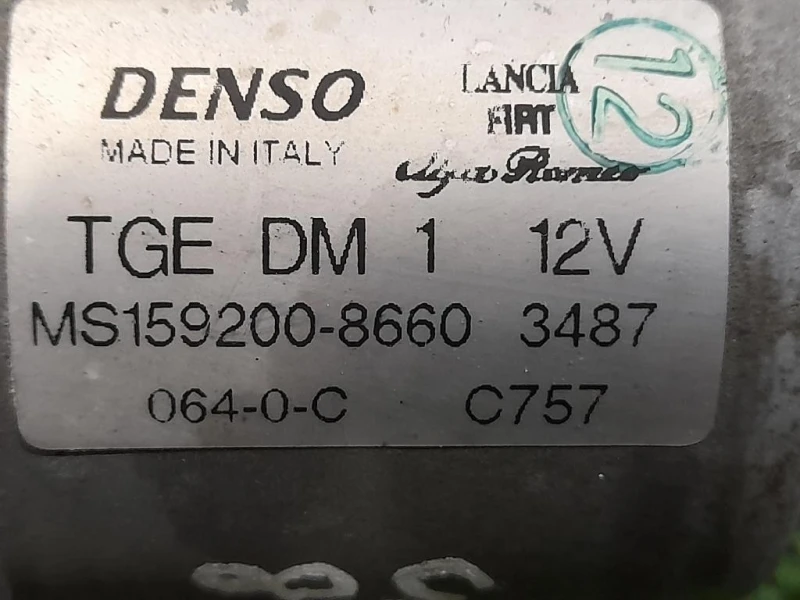 DENSO
MADE IN ITALY
LANCIA
FIAT
Alfa Romeo
12
TGE DM 1 12V
MS159200-8660 3487
064-0-C C757